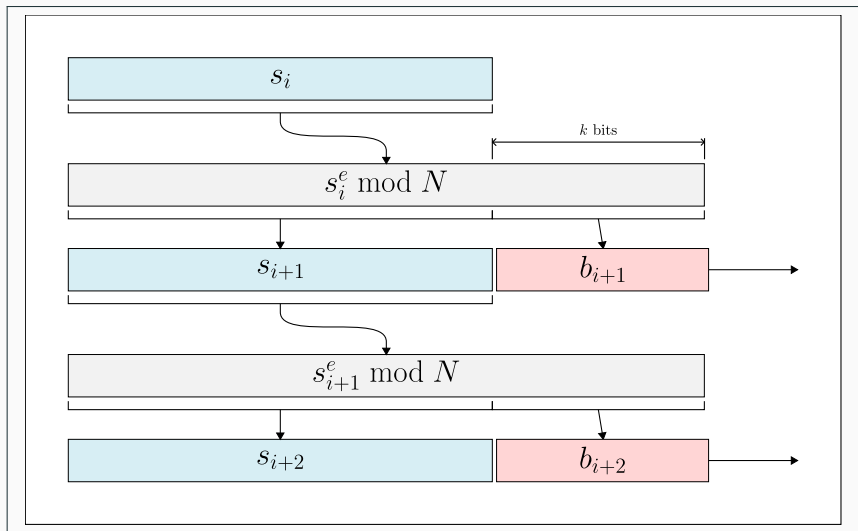 s_i
k bits
s_i^e mod N
s_{i+1} b_{i+1}
s_{i+1}^e mod N
s_{i+2} b_{i+2}